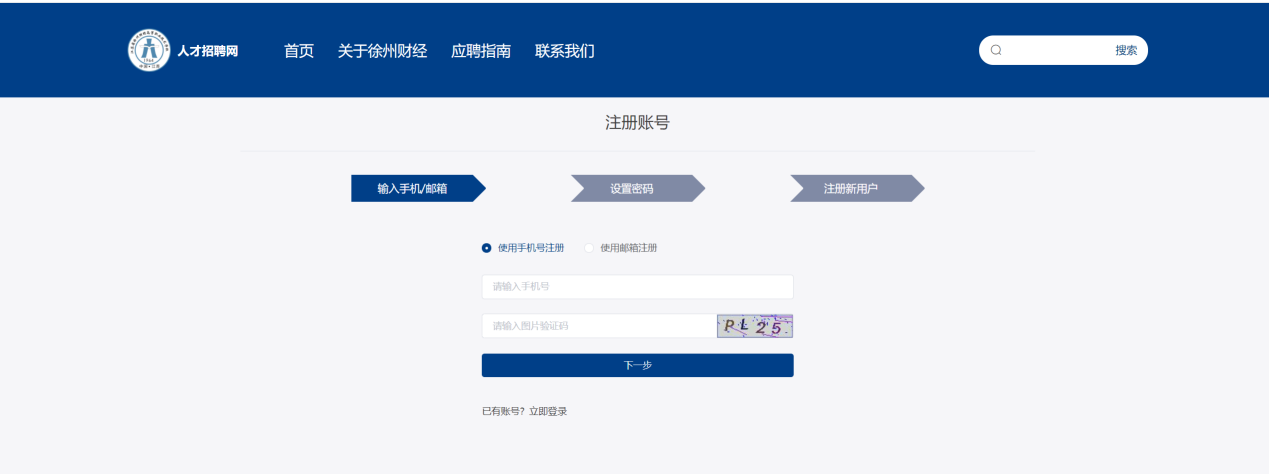 人才招聘网 首页 关于徐州财经 应聘指南 联系我们 搜索
注册账号
输入手机/邮箱 设置密码 注册新用户
使用手机号注册 使用邮箱注册
请输入手机号
请输入图片验证码 PL25
下一步
已有账号？立即登录